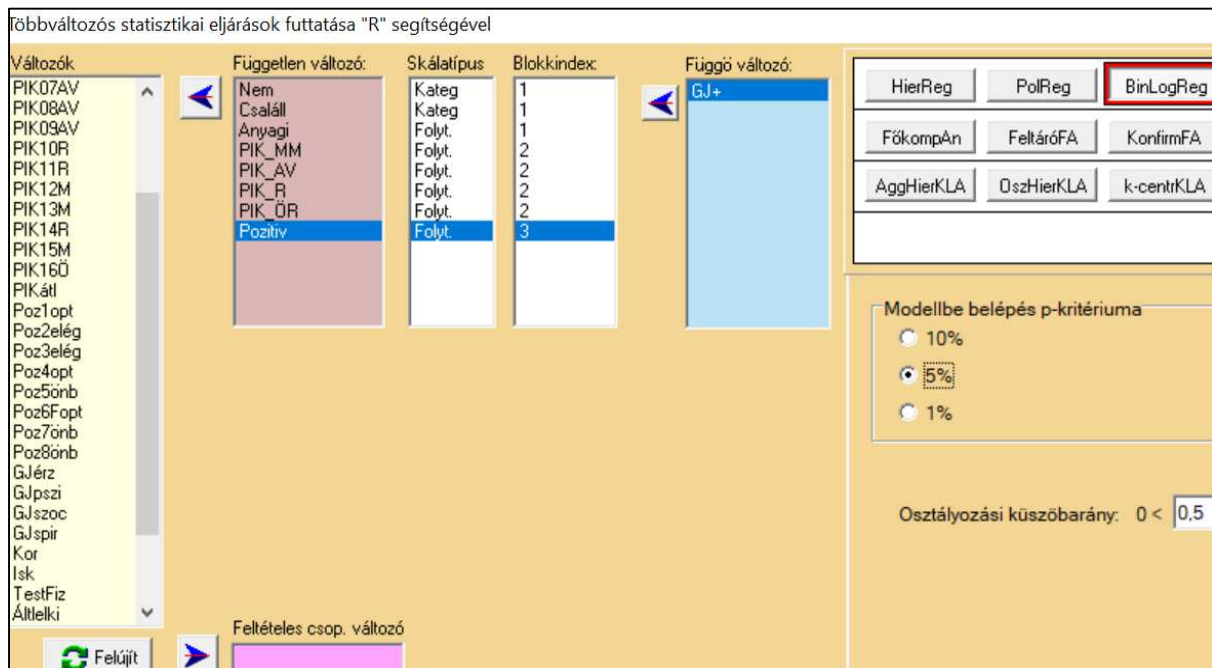 Többváltozós statisztikai eljárások futtatása "R" segítségével
Változók
PIK07AV
PIK08AV
PIK09AV
PIK10R
PIK11R
PIK12M
PIK13M
PIK14R
PIK15M
PIK16Ö
PIKátl
Poz1opt
Poz2elég
Poz3elég
Poz4opt
Poz5önb
Poz6Fopt
Poz7önb
Poz8önb
GJérz
GJpszi
GJszoc
GJspir
Kor
Isk
TestFiz
Áltlelki
Felújít
Független változó:
Nem
Csaláll
Anyagi
PIK_MM
PIK_AV
PIK_R
PIK_ÖR
Pozitiv
Skálatípus
Kateg
Kateg
Folyt.
Folyt.
Folyt.
Folyt.
Folyt.
Folyt.
Blokkindex:
1
1
1
2
2
2
2
3
Függö változó:
GJ+
HierReg PolReg BinLogReg
FőkompAn FeltáróFA KonfirmFA
AggHierKLA OszHierKLA k-centrKLA
Modellbe belépés p-kritériuma
10%
5%
1%
Osztályozási küszöbarány: 0 < 0,5
Feltételes csop. változó